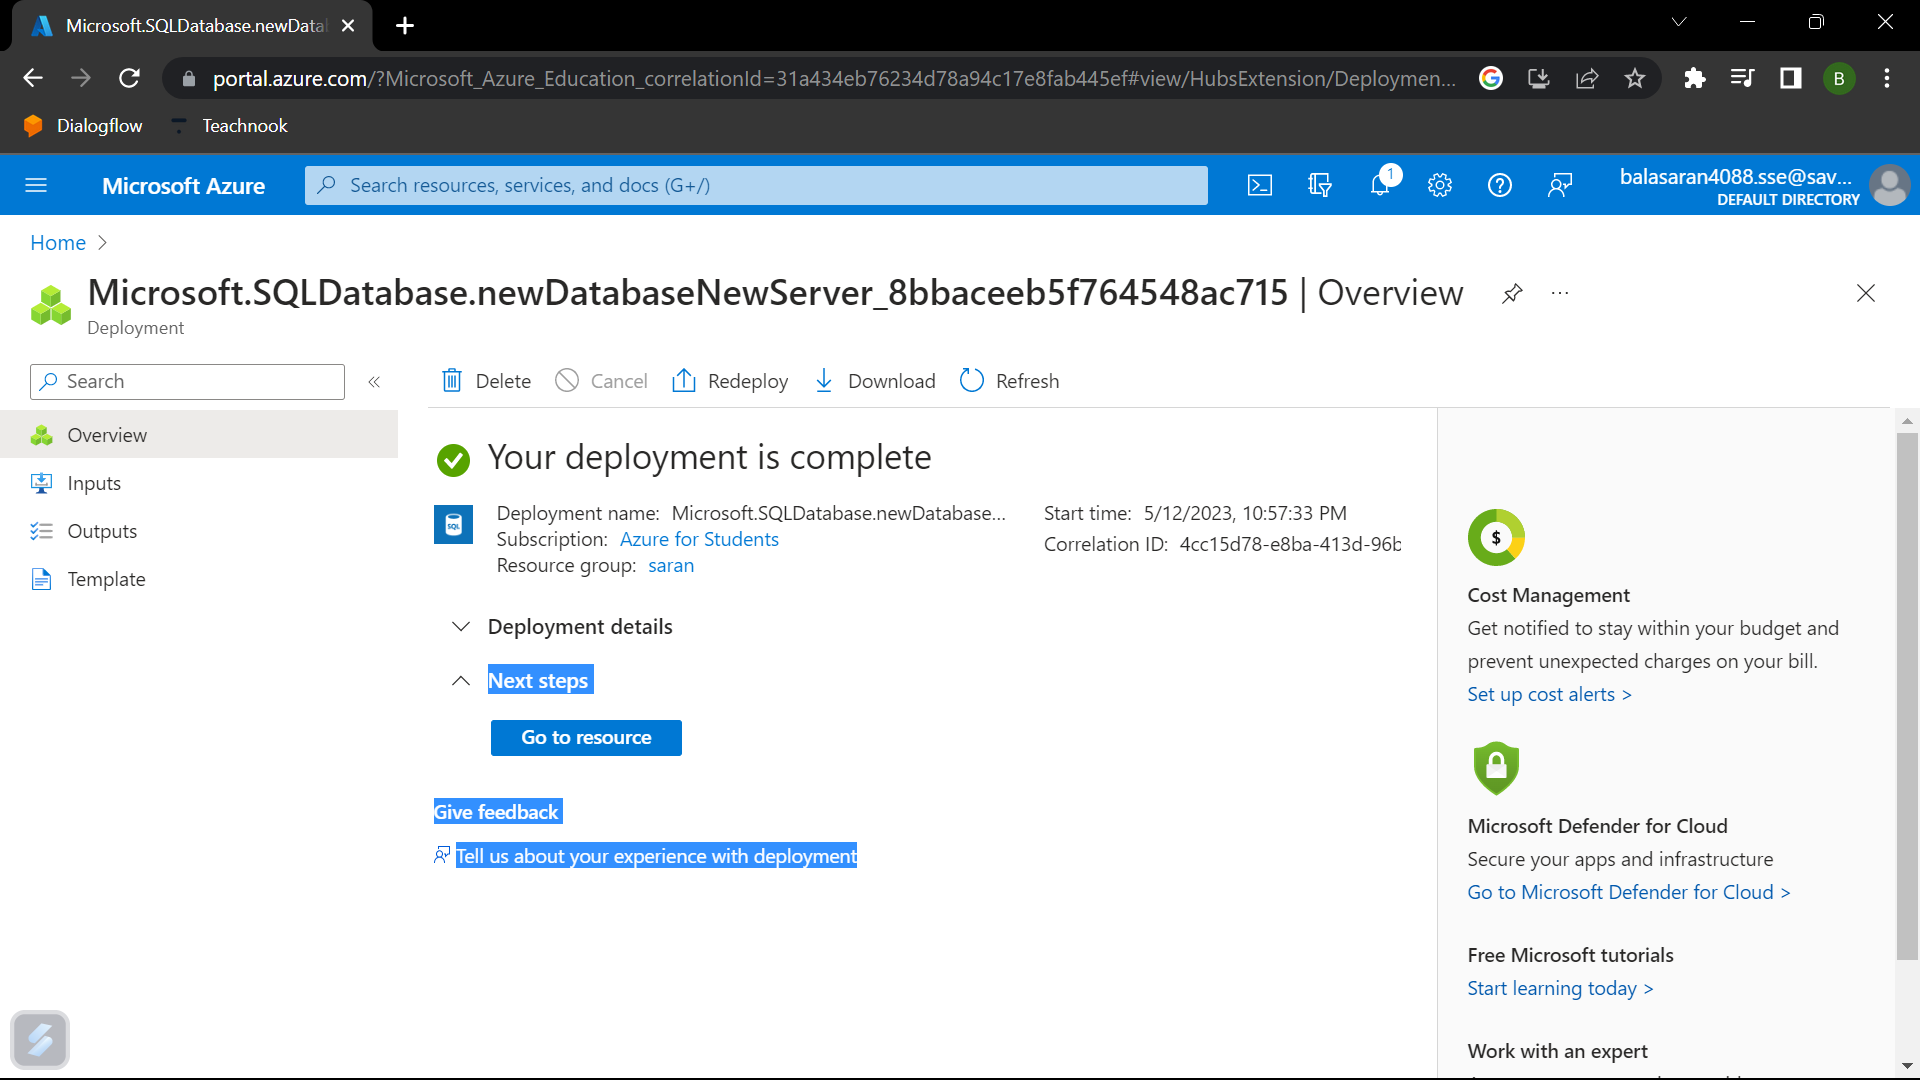 Microsoft.SQLDatabase.newData
portal.azure.com/?Microsoft_Azure_Education_correlationId=31a434eb76234d78a94c17e8fab445ef#view/HubsExtension/Deploymen...
B
Dialogflow
Teachnook
Microsoft Azure
Search resources, services, and docs (G+/)
1
balasaran4088.sse@sav...
DEFAULT DIRECTORY
Home >
Microsoft.SQLDatabase.newDatabaseNewServer_8bbaceeb5f764548ac715 | Overview
Deployment
Search
«
Delete
Cancel
Redeploy
Download
Refresh
Overview
Inputs
Outputs
Template
Your deployment is complete
SQL
Deployment name: Microsoft.SQLDatabase.newDatabase...
Subscription: Azure for Students
Resource group: saran
Start time: 5/12/2023, 10:57:33 PM
Correlation ID: 4cc15d78-e8ba-413d-96b
Deployment details
Next steps
Go to resource
Give feedback
Tell us about your experience with deployment
$
Cost Management
Get notified to stay within your budget and
prevent unexpected charges on your bill.
Set up cost alerts >
Microsoft Defender for Cloud
Secure your apps and infrastructure
Go to Microsoft Defender for Cloud >
Free Microsoft tutorials
Start learning today >
Work with an expert